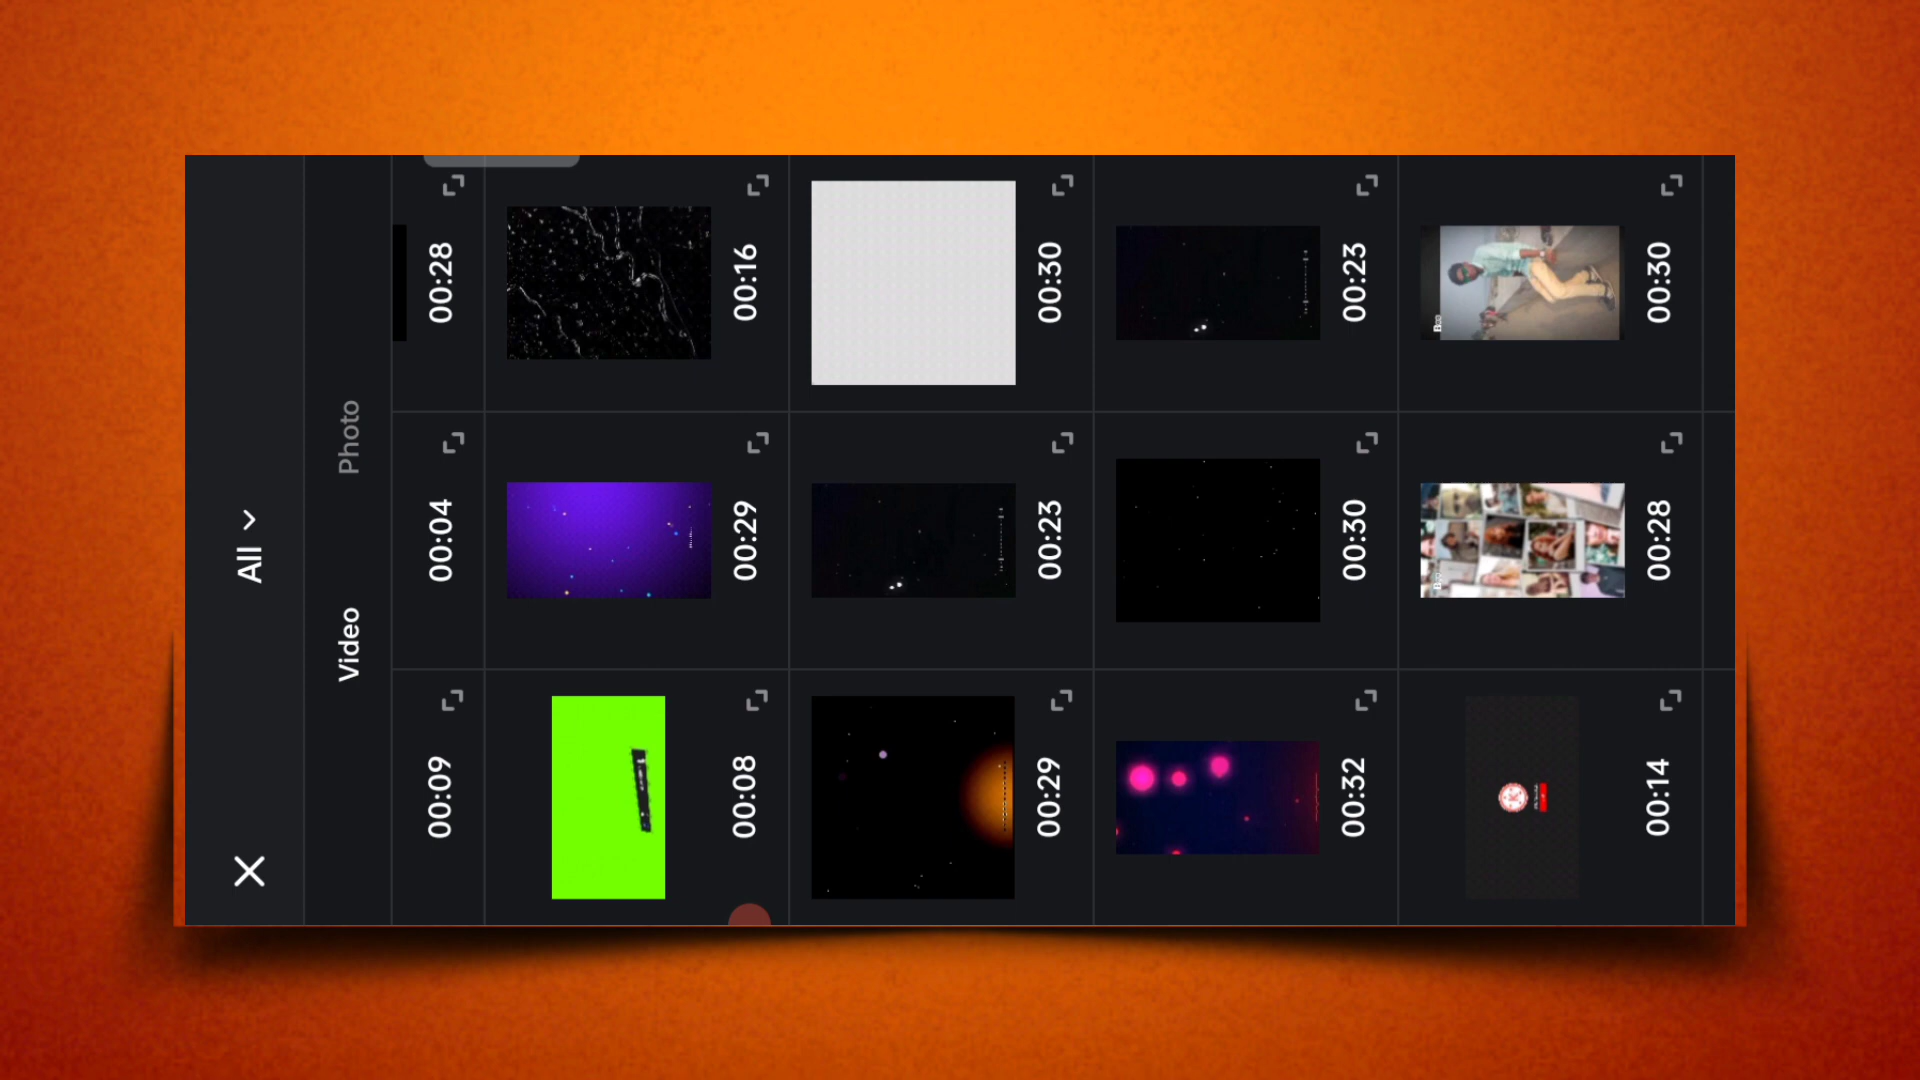 All
Video Photo
00:09 00:04 00:28
00:08 00:29 00:16
00:29 00:23 00:30
00:32 00:30 00:23
00:14 00:28 00:30